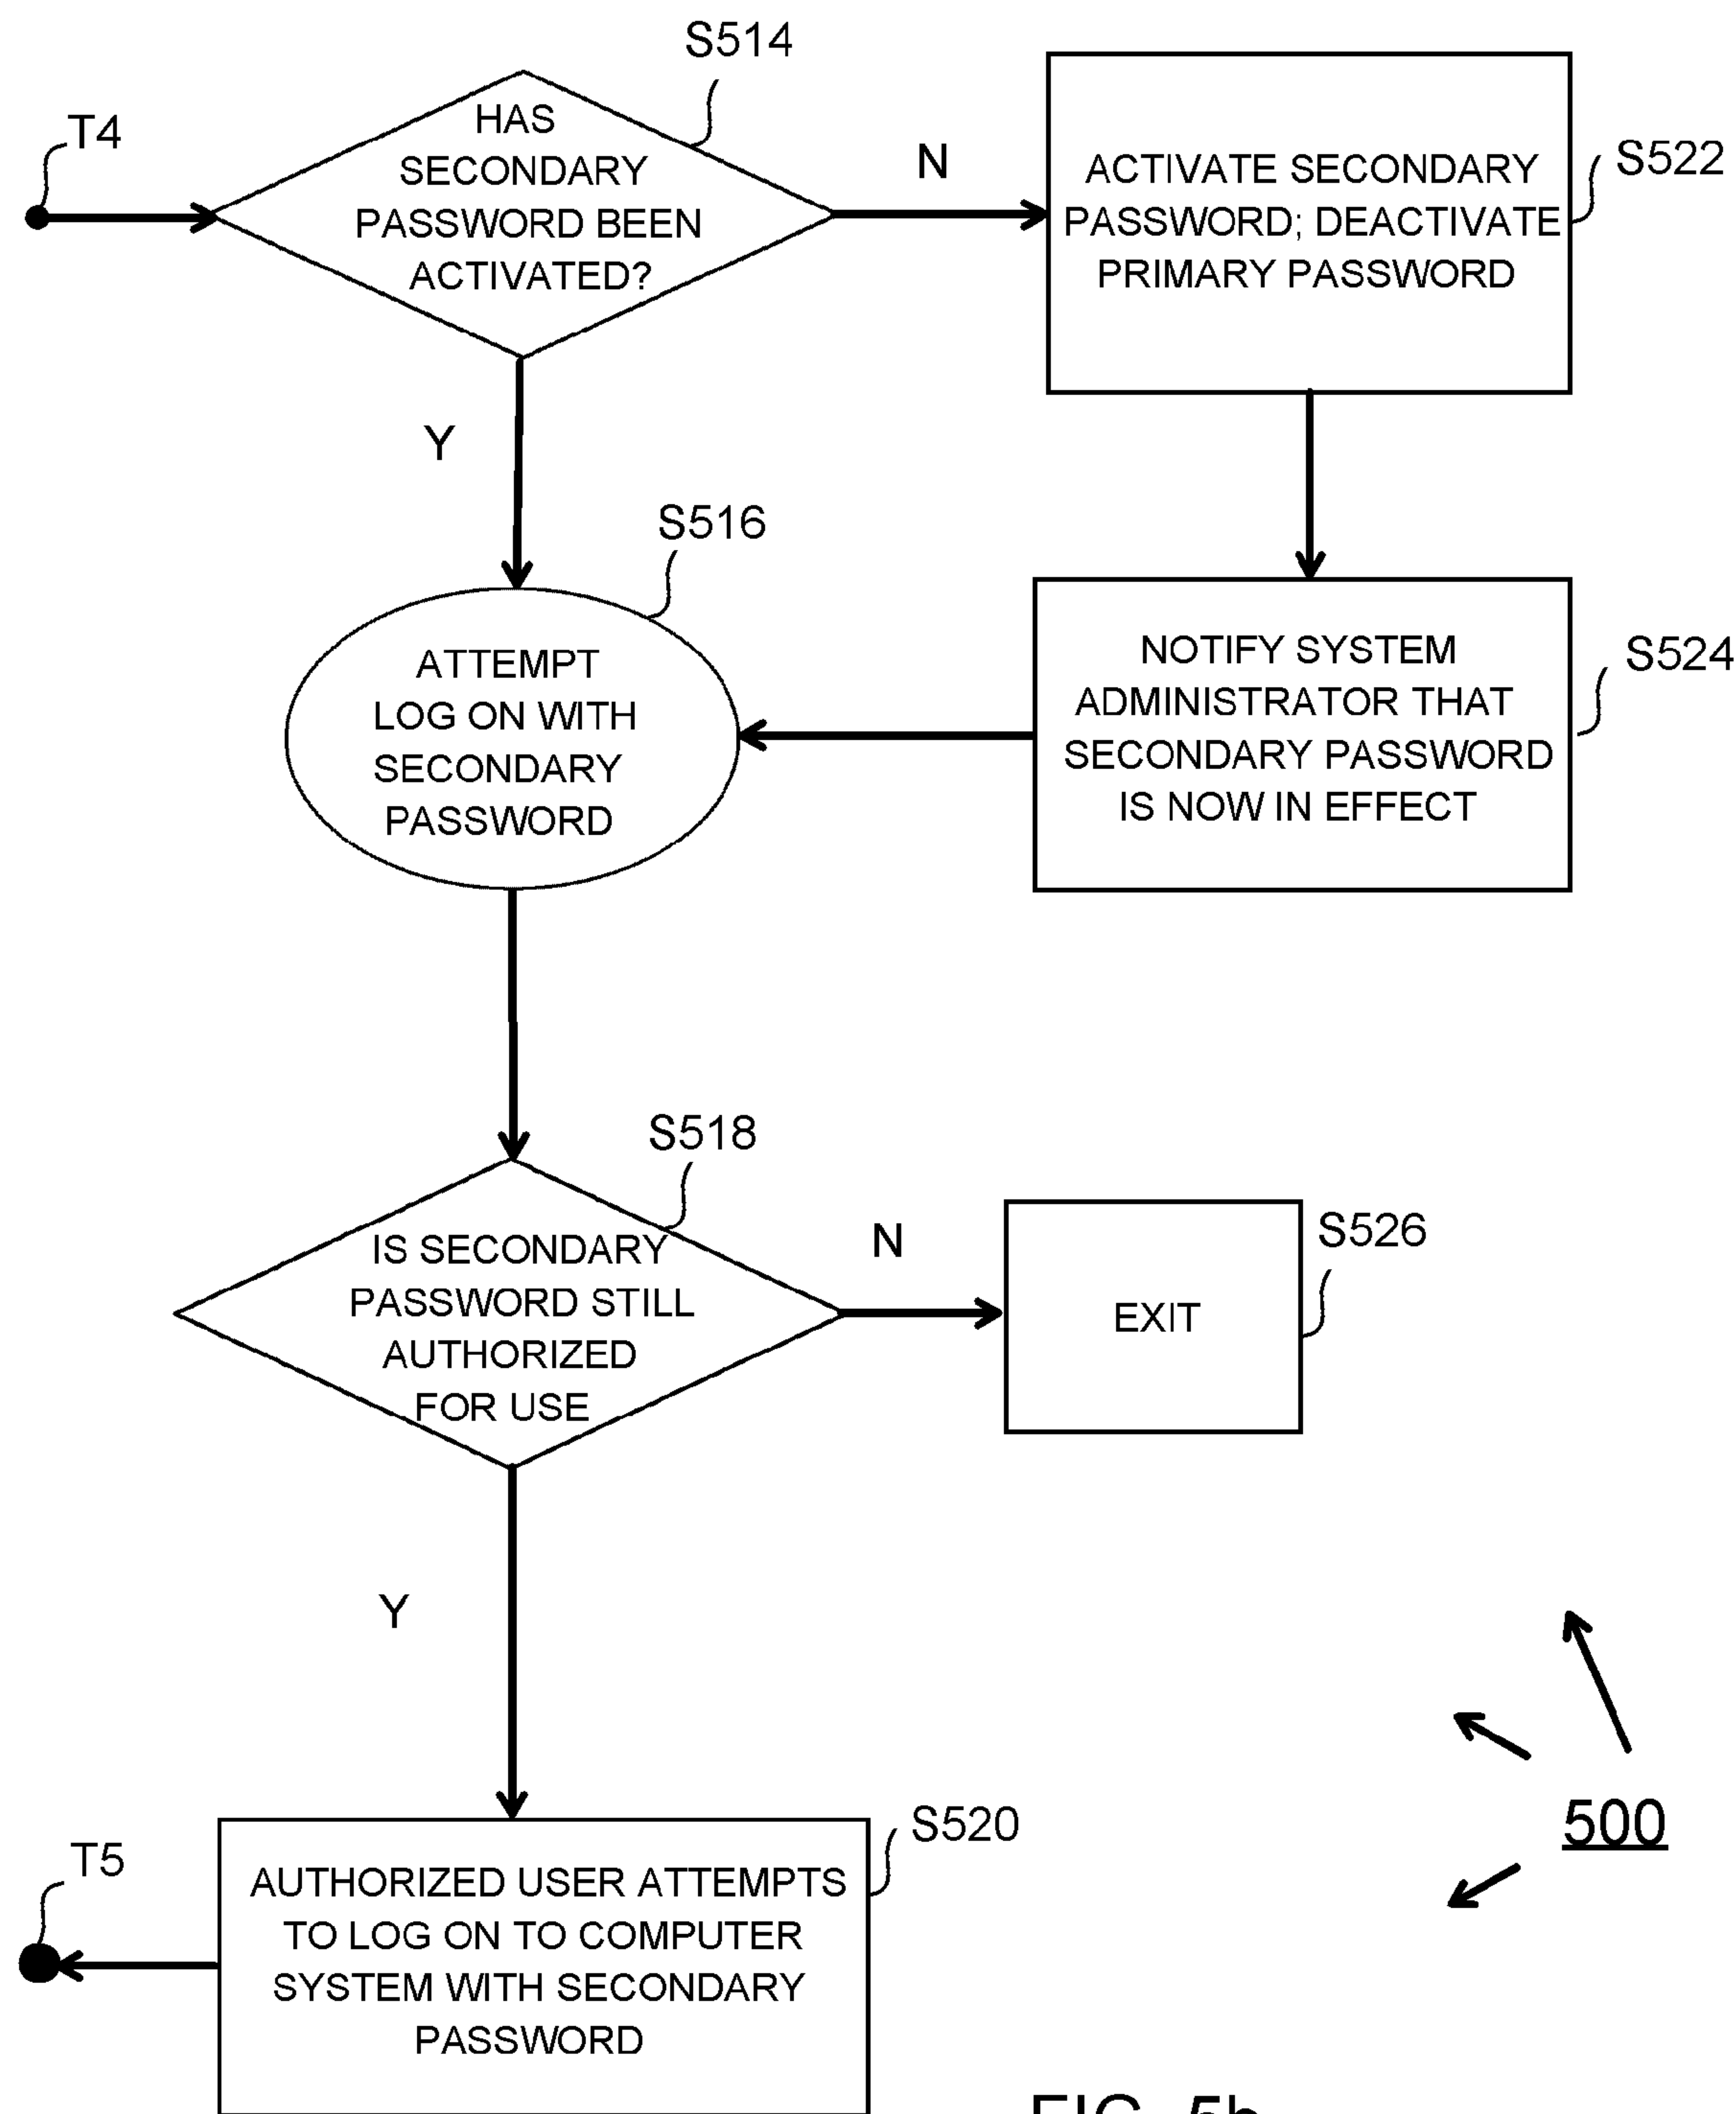 S514
T4
HAS
SECONDARY
PASSWORD BEEN
ACTIVATED?
N
ACTIVATE SECONDARY
PASSWORD; DEACTIVATE
PRIMARY PASSWORD
S522
Y
S516
ATTEMPT
LOG ON WITH
SECONDARY
PASSWORD
NOTIFY SYSTEM
ADMINISTRATOR THAT
SECONDARY PASSWORD
IS NOW IN EFFECT
S524
S518
IS SECONDARY
PASSWORD STILL
AUTHORIZED
FOR USE
N
EXIT
S526
Y
S520
T5
AUTHORIZED USER ATTEMPTS
TO LOG ON TO COMPUTER
SYSTEM WITH SECONDARY
PASSWORD
500
FIG. 5b